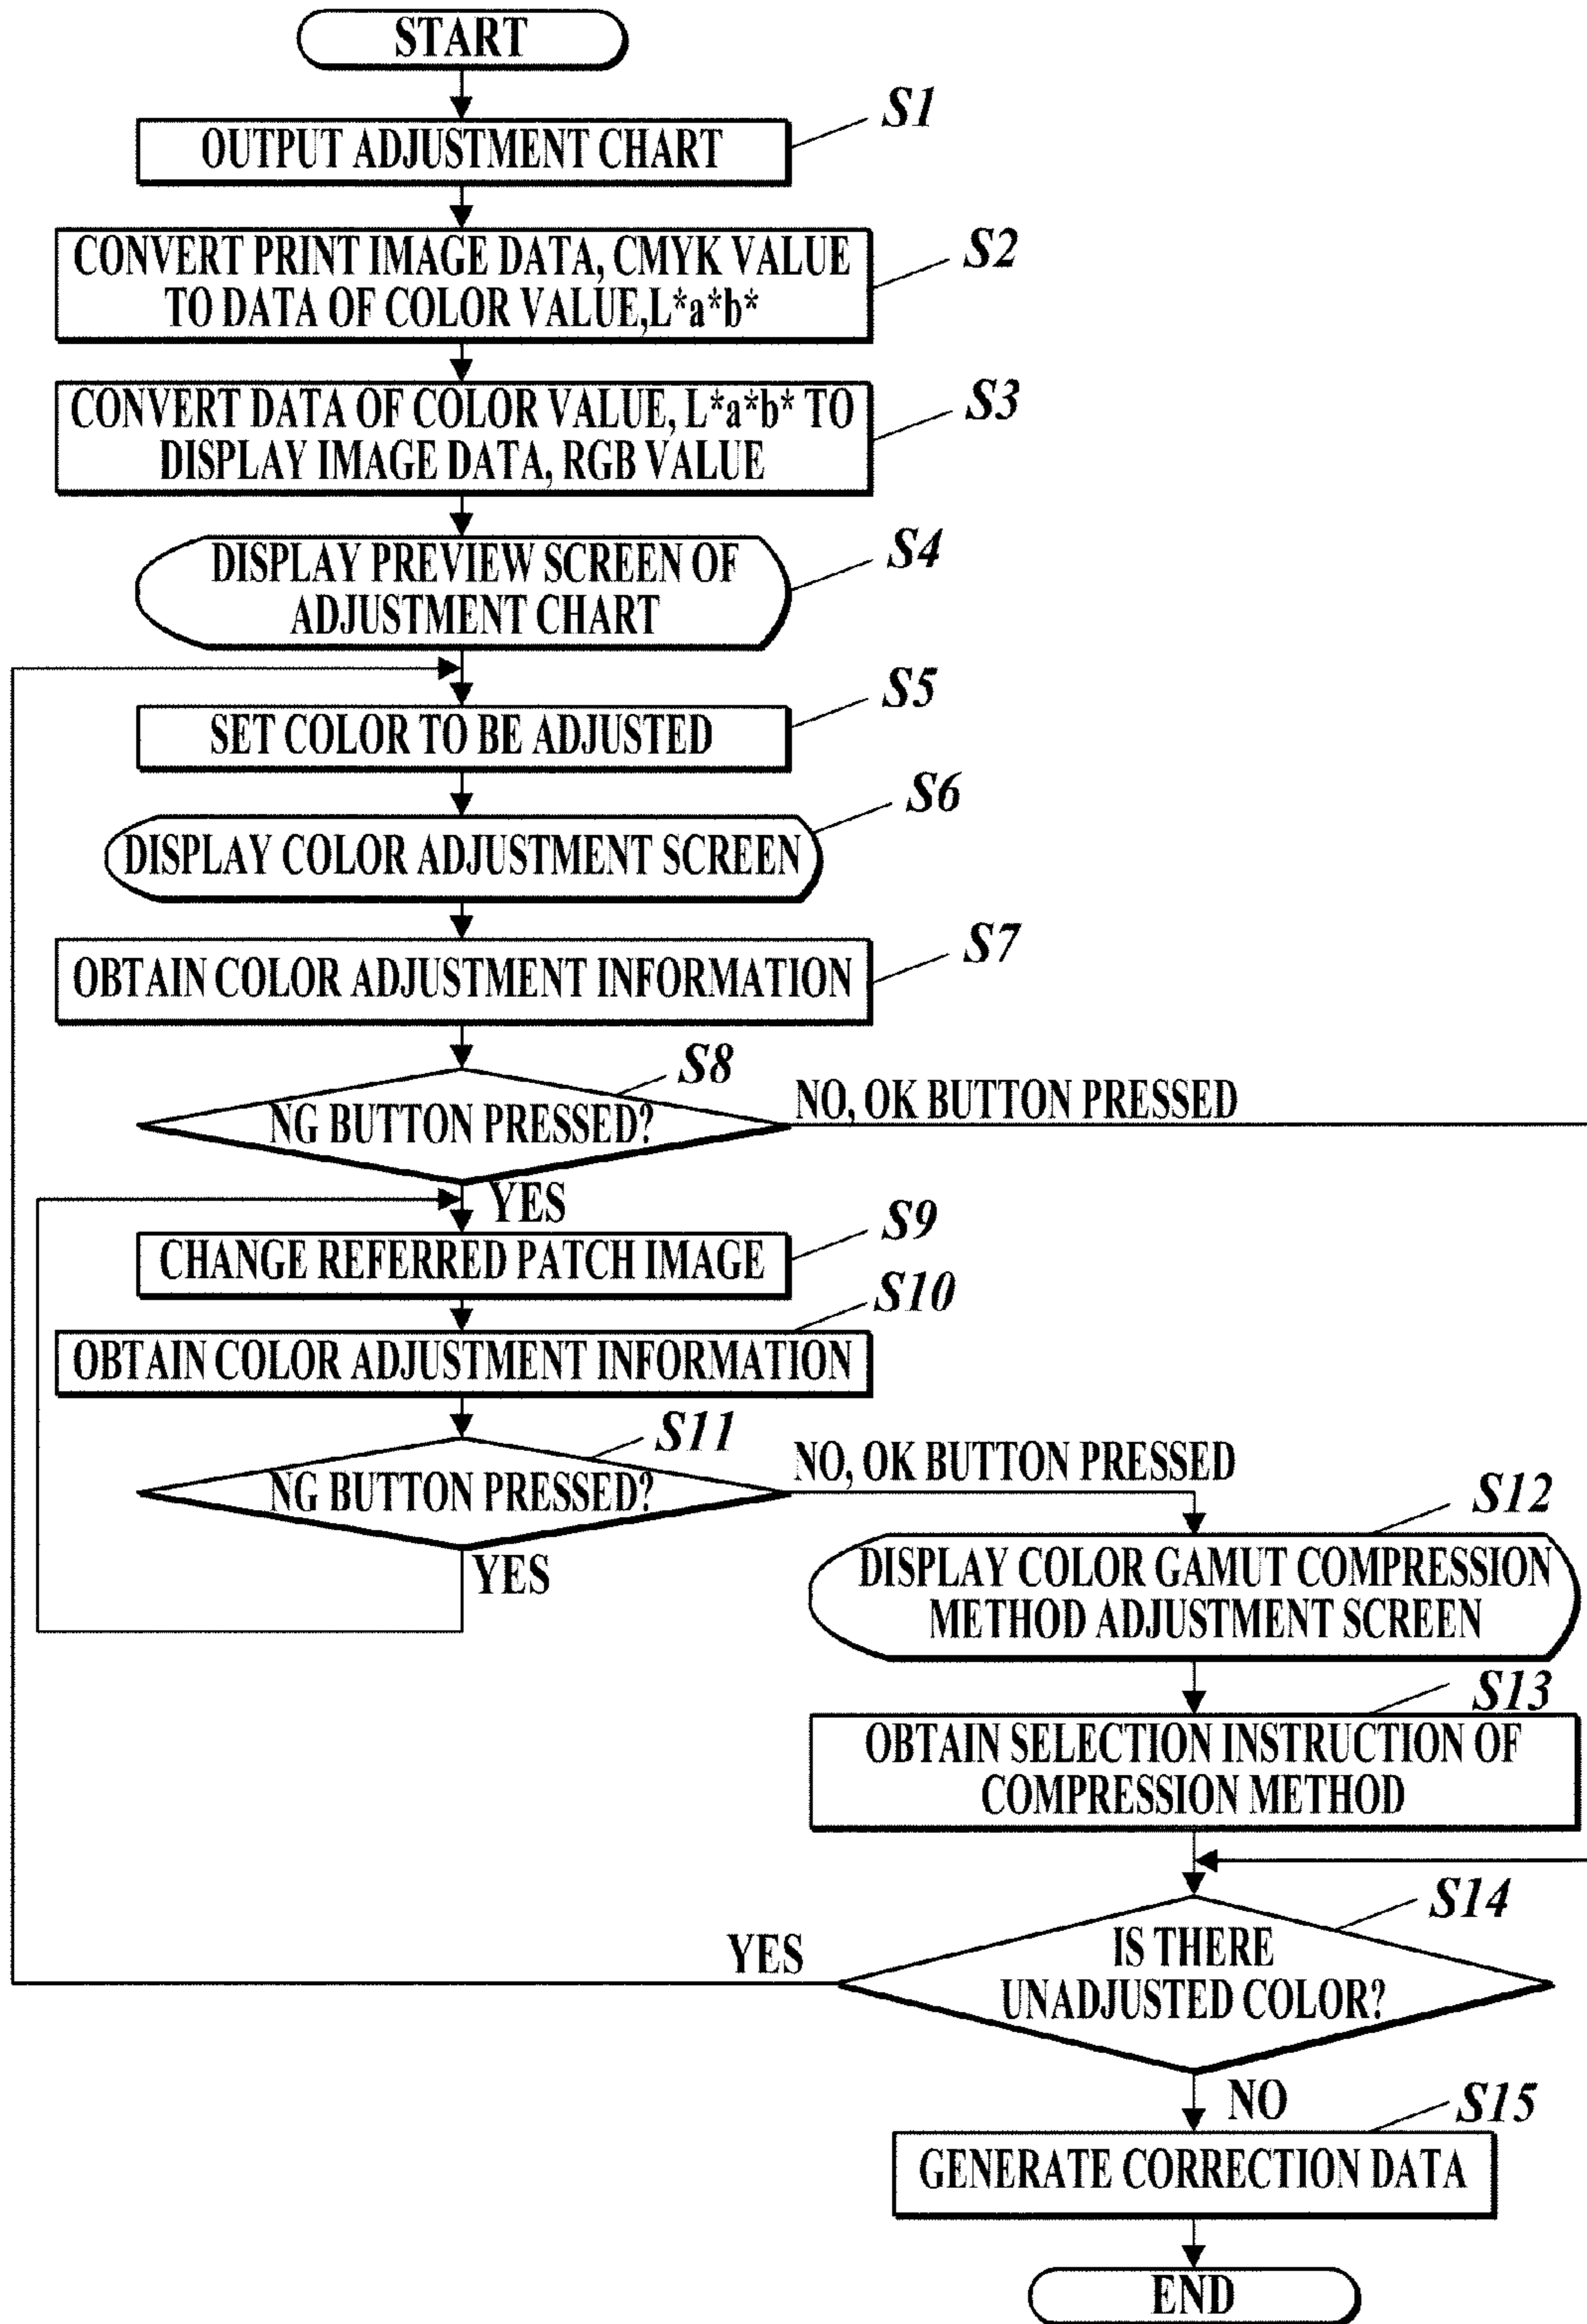 START
S1
OUTPUT ADJUSTMENT CHART
S2
CONVERT PRINT IMAGE DATA, CMYK VALUE
TO DATA OF COLOR VALUE,L*a*b*
S3
CONVERT DATA OF COLOR VALUE, L*a*b* TO
DISPLAY IMAGE DATA, RGB VALUE
S4
DISPLAY PREVIEW SCREEN OF
ADJUSTMENT CHART
S5
SET COLOR TO BE ADJUSTED
S6
DISPLAY COLOR ADJUSTMENT SCREEN
S7
OBTAIN COLOR ADJUSTMENT INFORMATION
S8
NG BUTTON PRESSED?
NO, OK BUTTON PRESSED
YES
S9
CHANGE REFERRED PATCH IMAGE
S10
OBTAIN COLOR ADJUSTMENT INFORMATION
S11
NG BUTTON PRESSED?
NO, OK BUTTON PRESSED
YES
S12
DISPLAY COLOR GAMUT COMPRESSION
METHOD ADJUSTMENT SCREEN
S13
OBTAIN SELECTION INSTRUCTION OF
COMPRESSION METHOD
S14
IS THERE
UNADJUSTED COLOR?
YES
NO
S15
GENERATE CORRECTION DATA
END